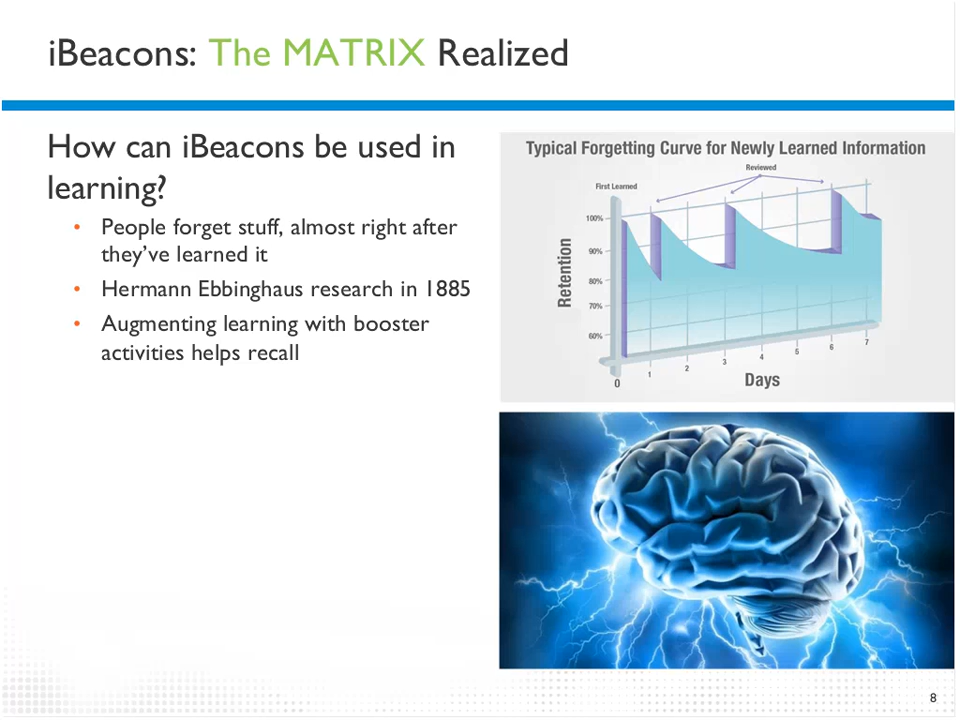 iBeacons: The MATRIX Realized
How can iBeacons be used in
learning?
• People forget stuff, almost right after
they've learned it
• Hermann Ebbinghaus research in 1885
• Augmenting learning with booster
activities helps recall
Typical Forgetting Curve for Newly Learned Information
Reviewed
First Learned
100%
90%
80%
70%
60%
Retention
0
1
2
3
4
5
6
7
Days
8